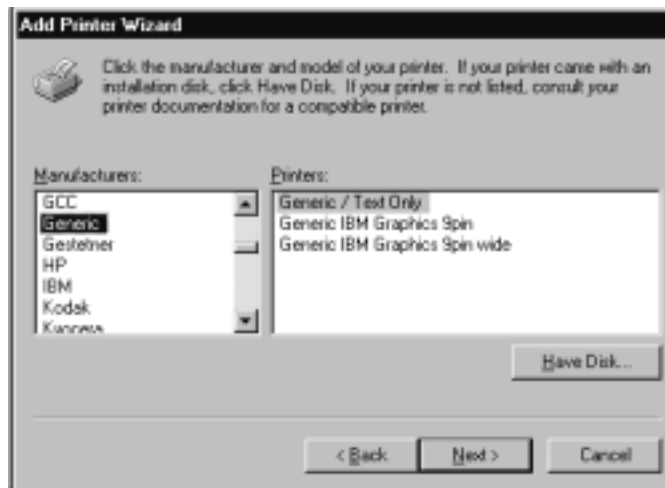 Add Printer Wizard
Click the manufacturer and model of your printer. If your printer came with an
installation disk, click Have Disk. If your printer is not listed, consult your
printer documentation for a compatible printer.
Manufacturers:
GCC
Generic
Gestetner
HP
IBM
Kodak
Kyocera
Printers:
Generic / Text Only
Generic IBM Graphics 9pin
Generic IBM Graphics 9pin wide
Have Disk...
< Back
Next >
Cancel